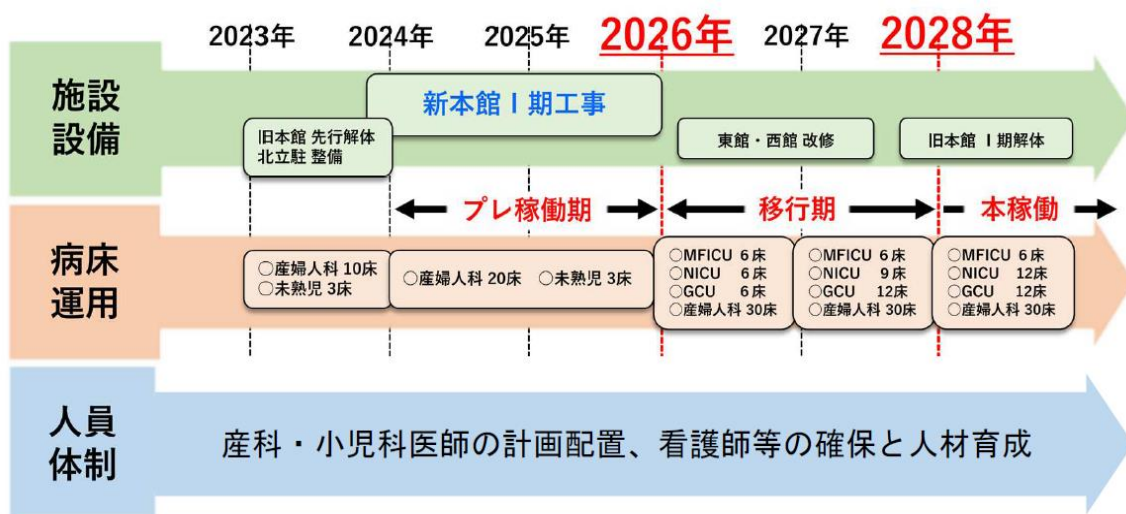 2023年 2024年 2025年 2026年 2027年 2028年
施設
設備
新本館Ⅰ期工事
旧本館 先行解体
北立駐 整備
東館・西館 改修
旧本館 Ⅰ期解体
プレ稼働期 移行期 本稼働
病床
運用
○産婦人科 10床
○未熟児 3床
○産婦人科 20床 ○未熟児 3床
○MFICU 6床
○NICU 6床
○GCU 6床
○産婦人科 30床
○MFICU 6床
○NICU 9床
○GCU 12床
○産婦人科 30床
○MFICU 6床
○NICU 12床
○GCU 12床
○産婦人科 30床
人員
体制
産科・小児科医師の計画配置、看護師等の確保と人材育成